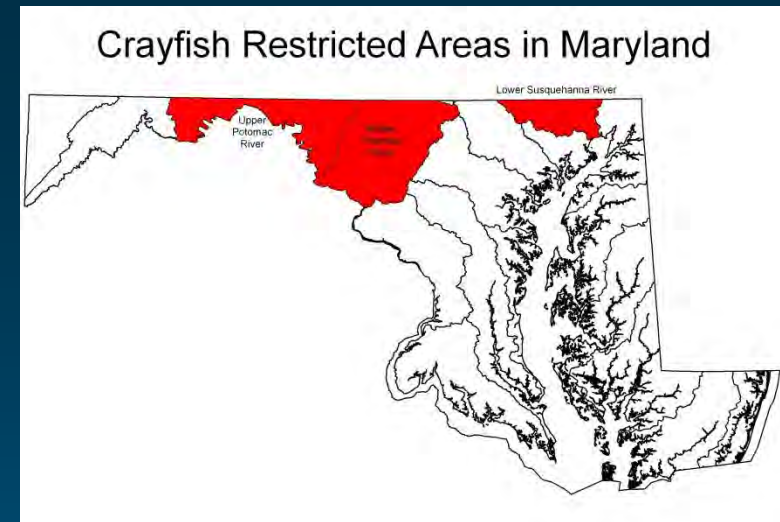 Crayfish Restricted Areas in Maryland
Lower Susquehanna River
Upper
Potomac
River